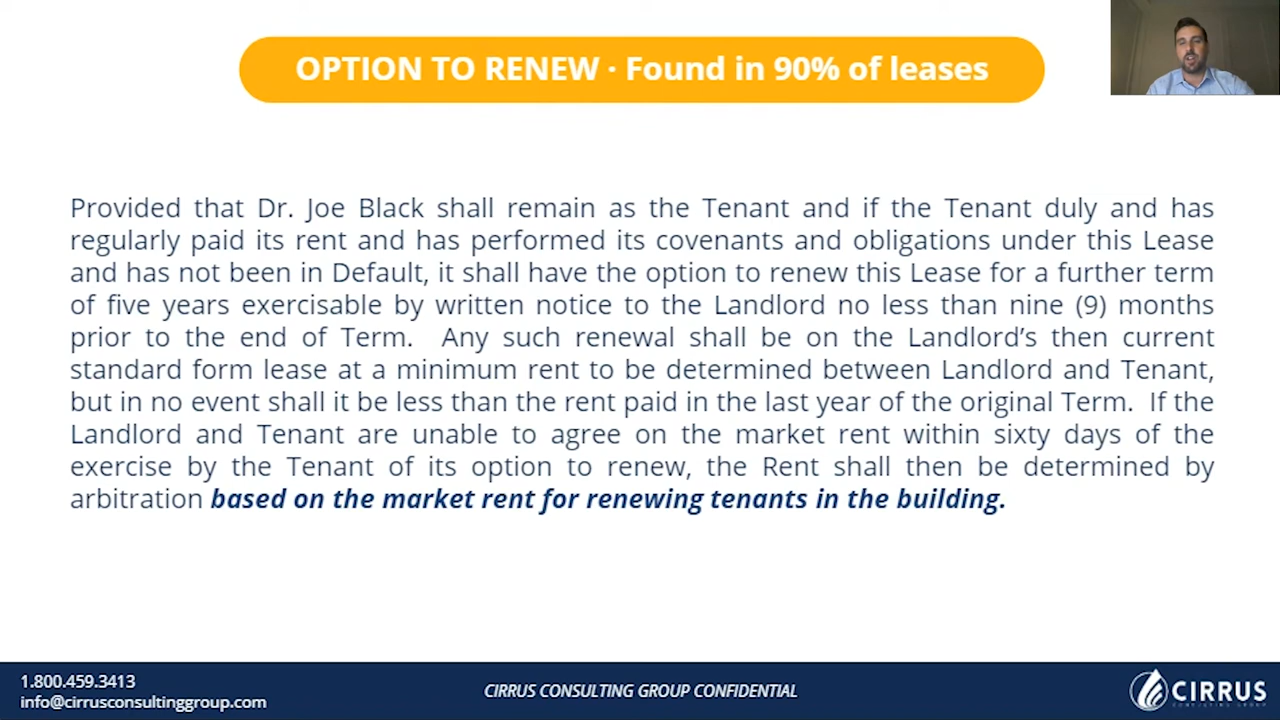 OPTION TO RENEW · Found in 90% of leases
Provided that Dr. Joe Black shall remain as the Tenant and if the Tenant duly and has
regularly paid its rent and has performed its covenants and obligations under this Lease
and has not been in Default, it shall have the option to renew this Lease for a further term
of five years exercisable by written notice to the Landlord no less than nine (9) months
prior to the end of Term. Any such renewal shall be on the Landlord’s then current
standard form lease at a minimum rent to be determined between Landlord and Tenant,
but in no event shall it be less than the rent paid in the last year of the original Term. If the
Landlord and Tenant are unable to agree on the market rent within sixty days of the
exercise by the Tenant of its option to renew, the Rent shall then be determined by
arbitration based on the market rent for renewing tenants in the building.
1.800.459.3413
info@cirrusconsultinggroup.com
CIRRUS CONSULTING GROUP CONFIDENTIAL
CIRRUS
CONSULTING GROUP